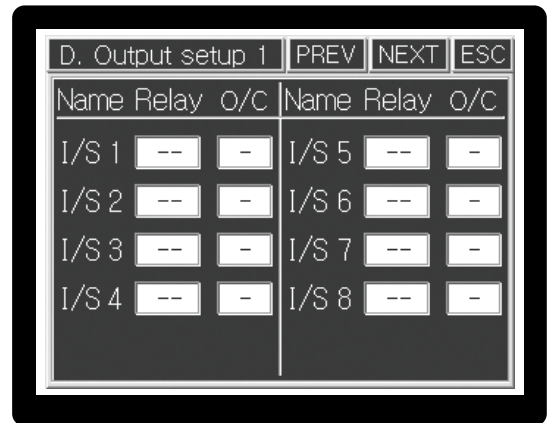 D. Output setup 1 PREV NEXT ESC
Name Relay O/C Name Relay O/C
I/S 1 -- - I/S 5 -- -
I/S 2 -- - I/S 6 -- -
I/S 3 -- - I/S 7 -- -
I/S 4 -- - I/S 8 -- -